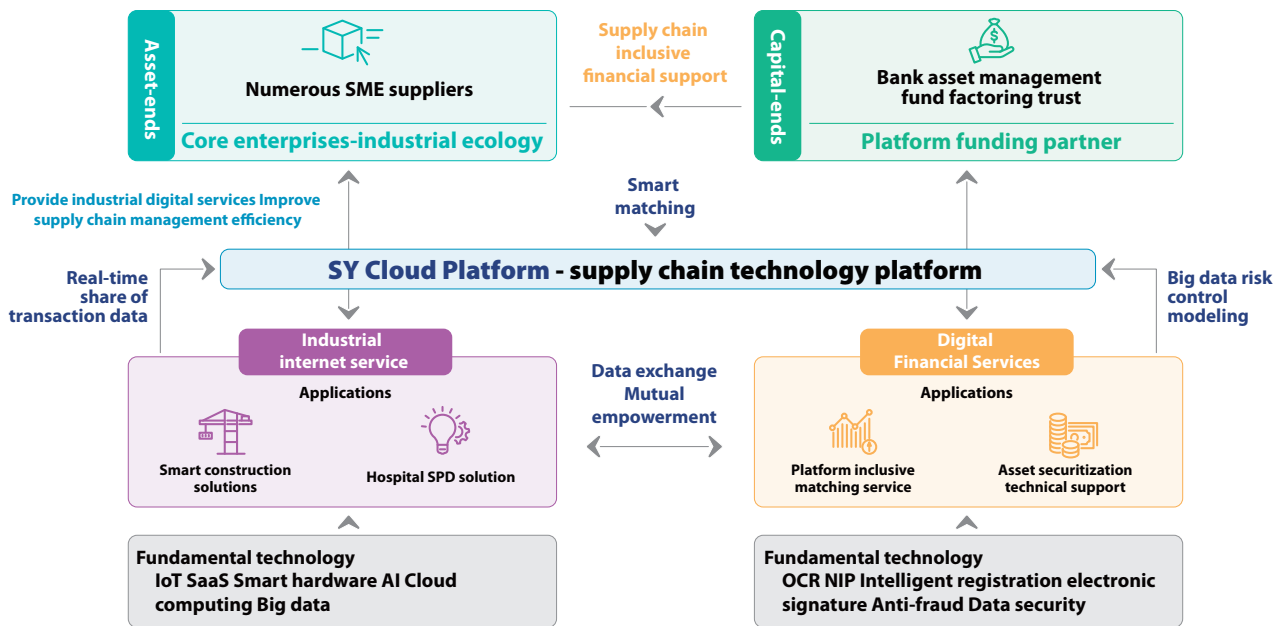 Asset-ends
Numerous SME suppliers
Core enterprises-industrial ecology
Supply chain
inclusive
financial support
Capital-ends
$
Bank asset management
fund factoring trust
Platform funding partner
Provide industrial digital services Improve
supply chain management efficiency
Smart
matching
SY Cloud Platform - supply chain technology platform
Real-time
share of
transaction data
Big data risk
control
modeling
Industrial
internet service
Applications
Smart construction
solutions
Hospital SPD solution
Data exchange
Mutual
empowerment
Digital
Financial Services
Applications
Platform inclusive
matching service
Asset securitization
technical support
Fundamental technology
IoT SaaS Smart hardware AI Cloud
computing Big data
Fundamental technology
OCR NIP Intelligent registration electronic
signature Anti-fraud Data security